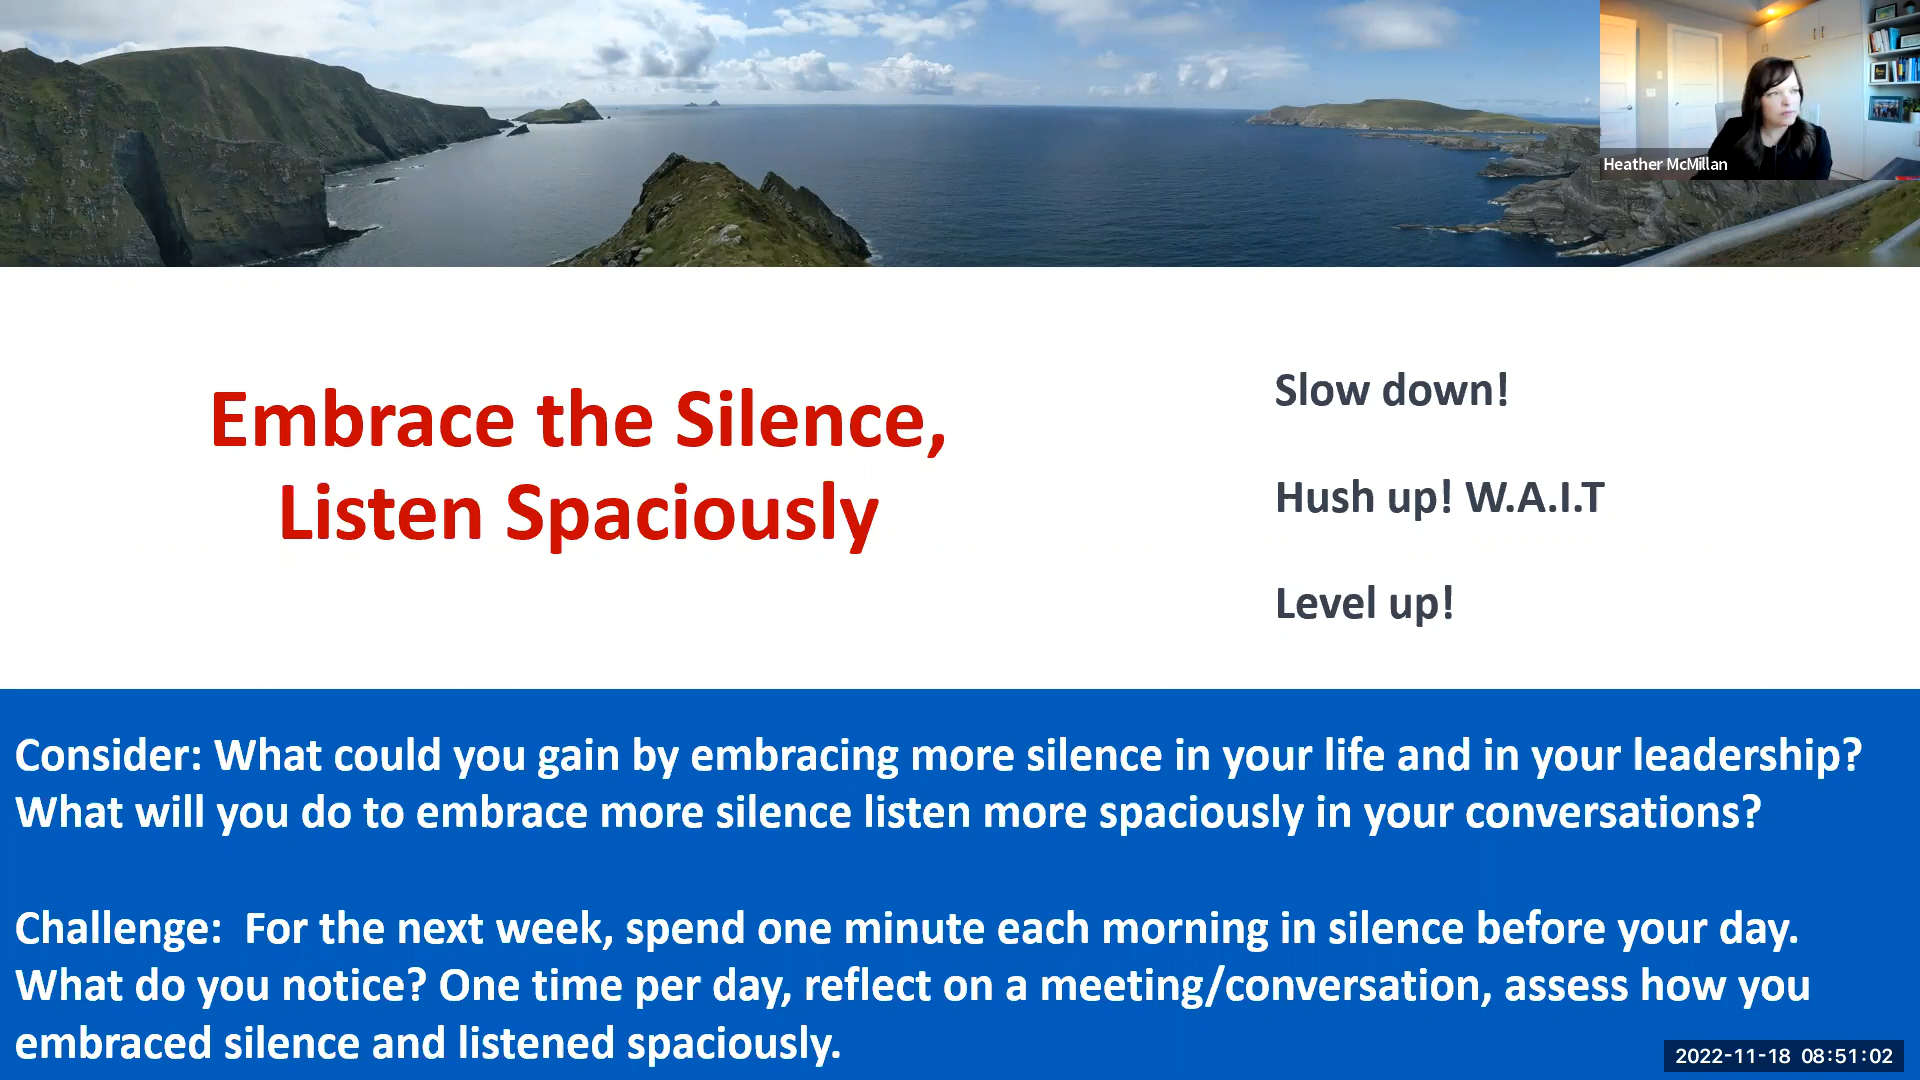 Heather McMillan
Embrace the Silence,
Listen Spaciously
Slow down!
Hush up! W.A.I.T
Level up!
Consider: What could you gain by embracing more silence in your life and in your leadership?
What will you do to embrace more silence listen more spaciously in your conversations?
Challenge:  For the next week, spend one minute each morning in silence before your day.
What do you notice? One time per day, reflect on a meeting/conversation, assess how you
embraced silence and listened spaciously.
2022-11-18 08:51:02